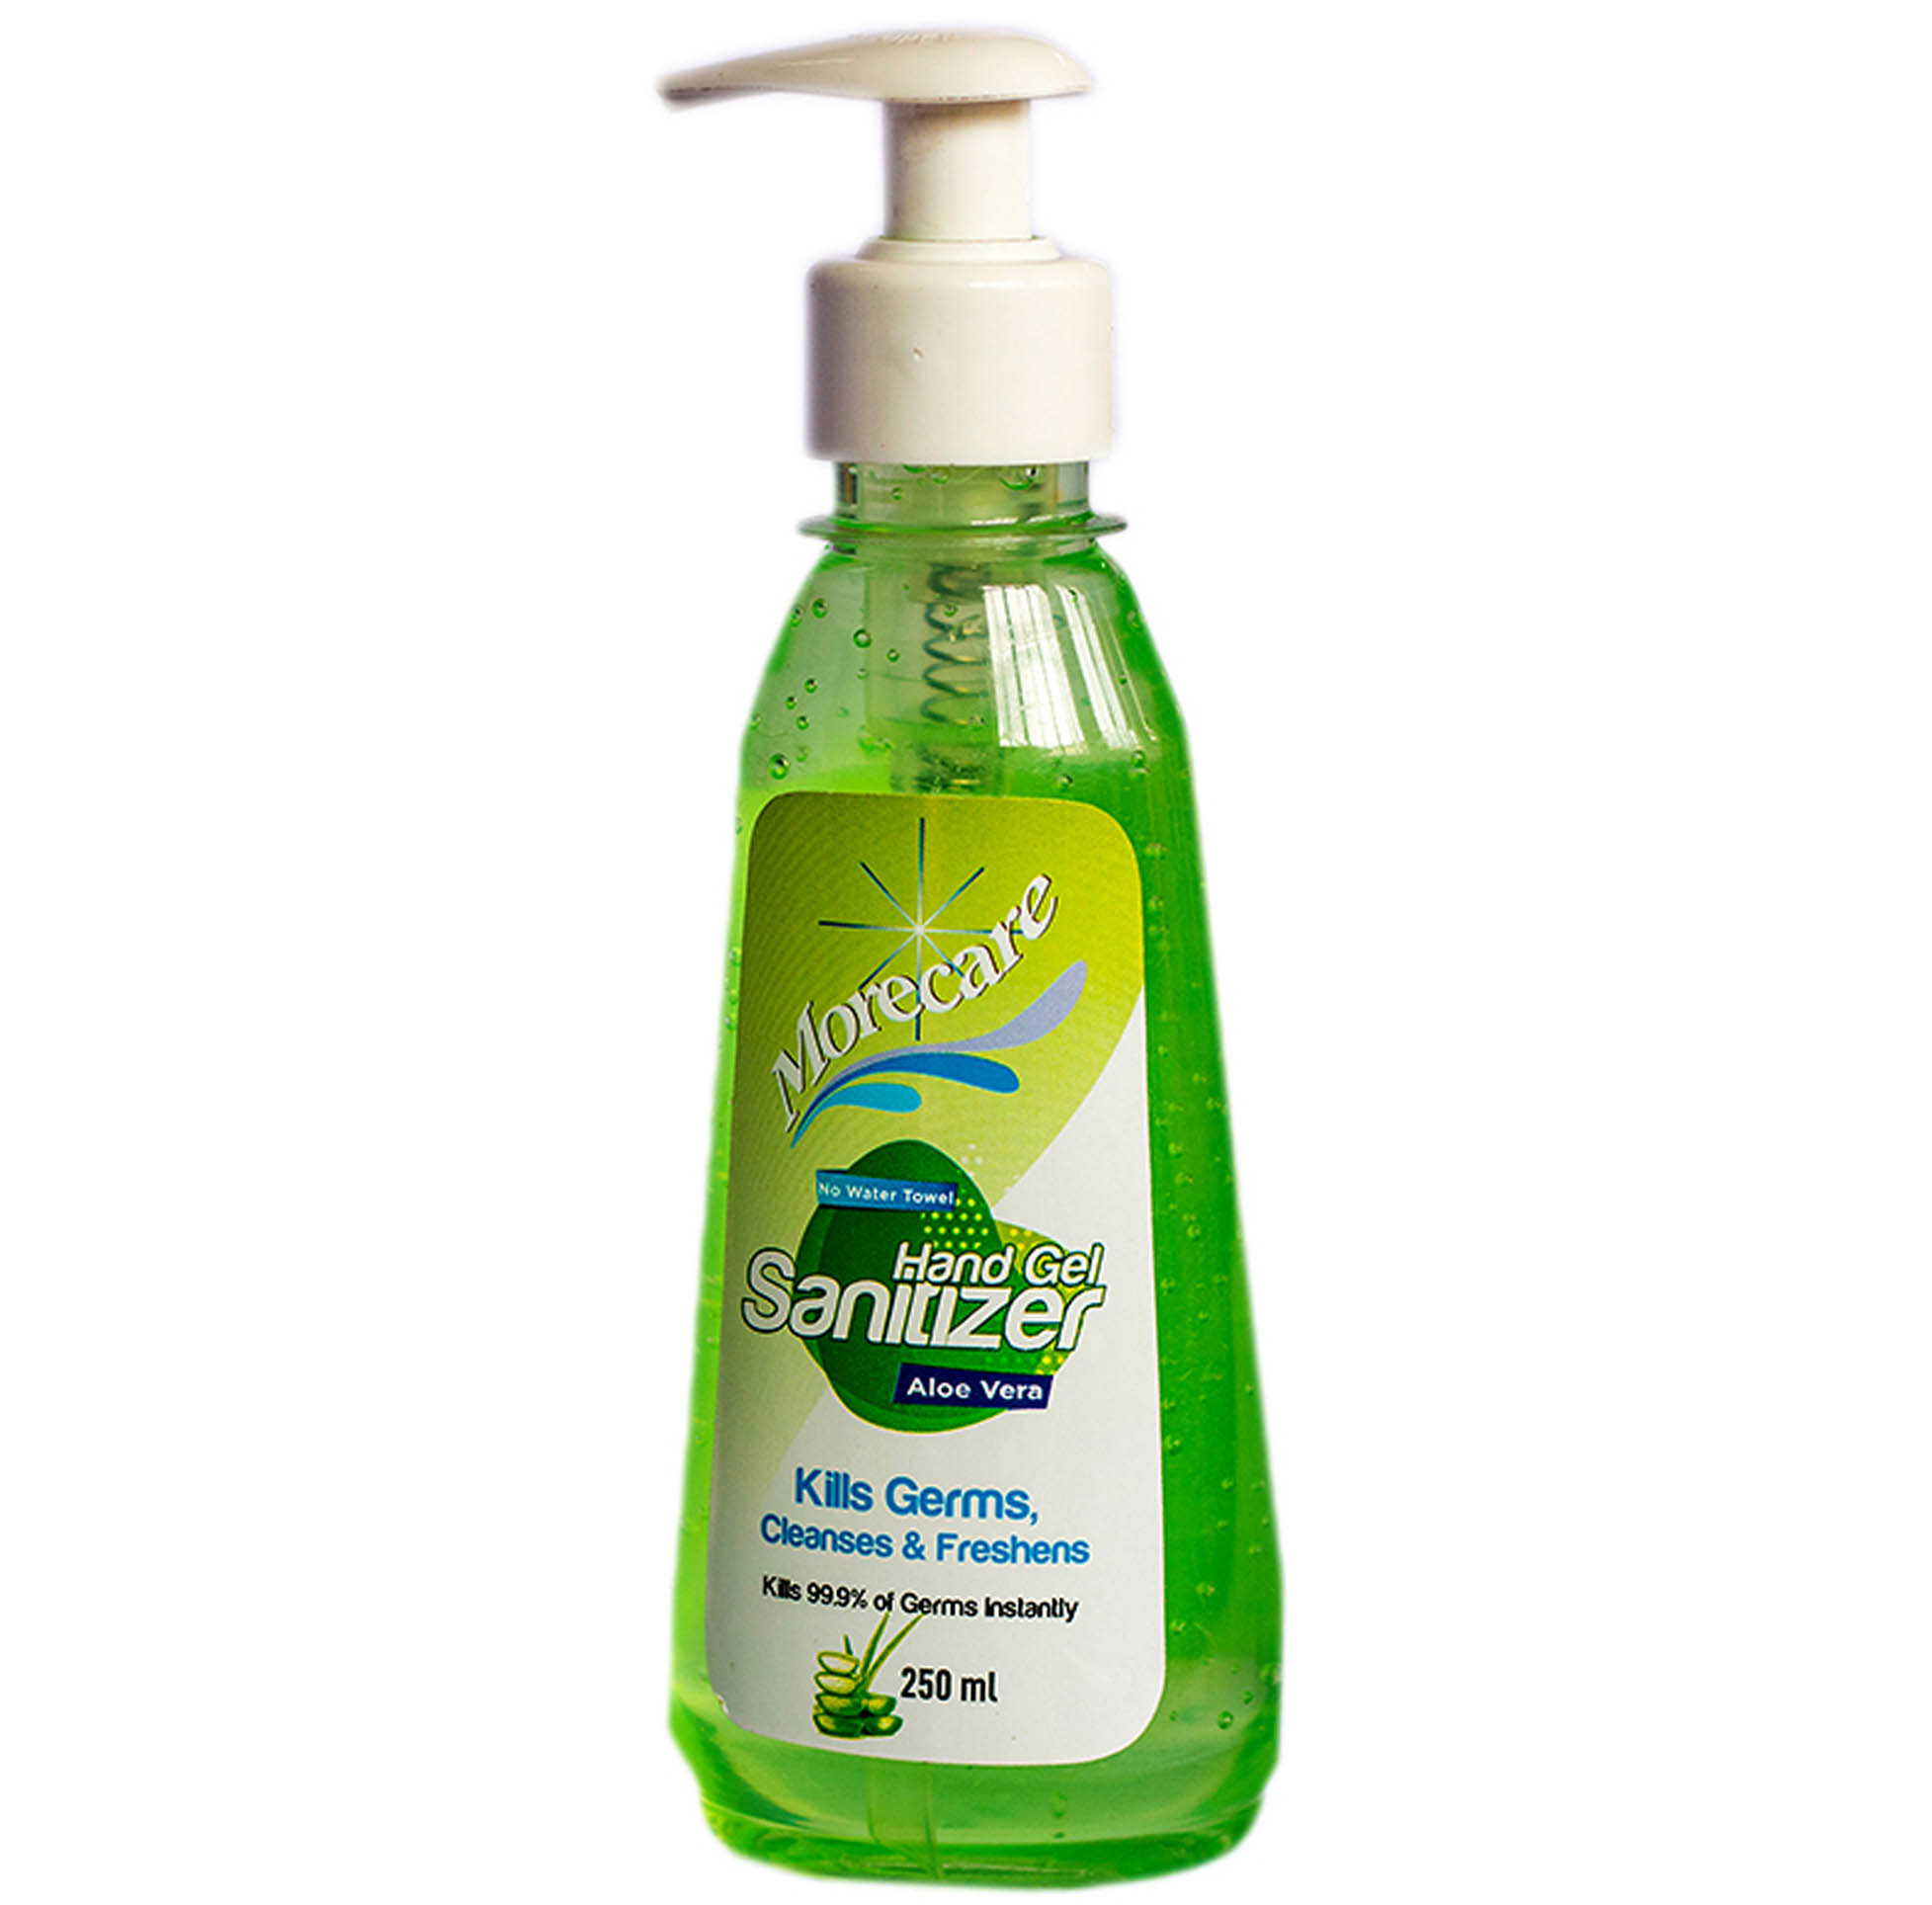 Morecare
No Water Towel
Hand Gel
Sanitizer
Aloe Vera
Kills Germs,
Cleanses & Freshens
Kills 99.9% of Germs Instantly
250 ml